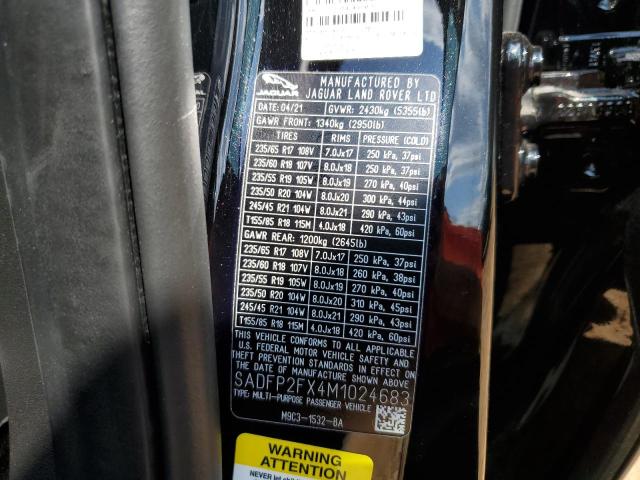 JAGUAR
MANUFACTURED BY
JAGUAR LAND ROVER LTD
DATE: 04/21 GVWR: 2430kg (5355lb)
GAWR FRONT: 1340kg (2950lb)
TIRES RIMS PRESSURE (COLD)
235/65 R17 108V 7.0Jx17 250 kPa, 37psi
235/60 R18 107V 8.0Jx18 250 kPa, 37psi
235/55 R19 105W 8.0Jx19 270 kPa, 40psi
235/50 R20 104W 8.0Jx20 300 kPa, 44psi
245/45 R21 104W 8.0Jx21 290 kPa, 43psi
T155/85 R18 115M 4.0Jx18 420 kPa, 60psi
GAWR REAR: 1200kg (2645lb)
235/65 R17 108V 7.0Jx17 250 kPa, 37psi
235/60 R18 107V 8.0Jx18 260 kPa, 38psi
235/55 R19 105W 8.0Jx19 270 kPa, 40psi
235/50 R20 104W 8.0Jx20 310 kPa, 45psi
245/45 R21 104W 8.0Jx21 290 kPa, 43psi
T155/85 R18 115M 4.0Jx18 420 kPa, 60psi
THIS VEHICLE CONFORMS TO ALL APPLICABLE
U.S. FEDERAL MOTOR VEHICLE SAFETY AND
THEFT PREVENTION STANDARDS IN EFFECT ON
THE DATE OF MANUFACTURE SHOWN ABOVE.
SADFP2FX4M1024683
TYPE: MULTI-PURPOSE PASSENGER VEHICLE
M9C3-1532-BA
WARNING
ATTENTION
NEVER